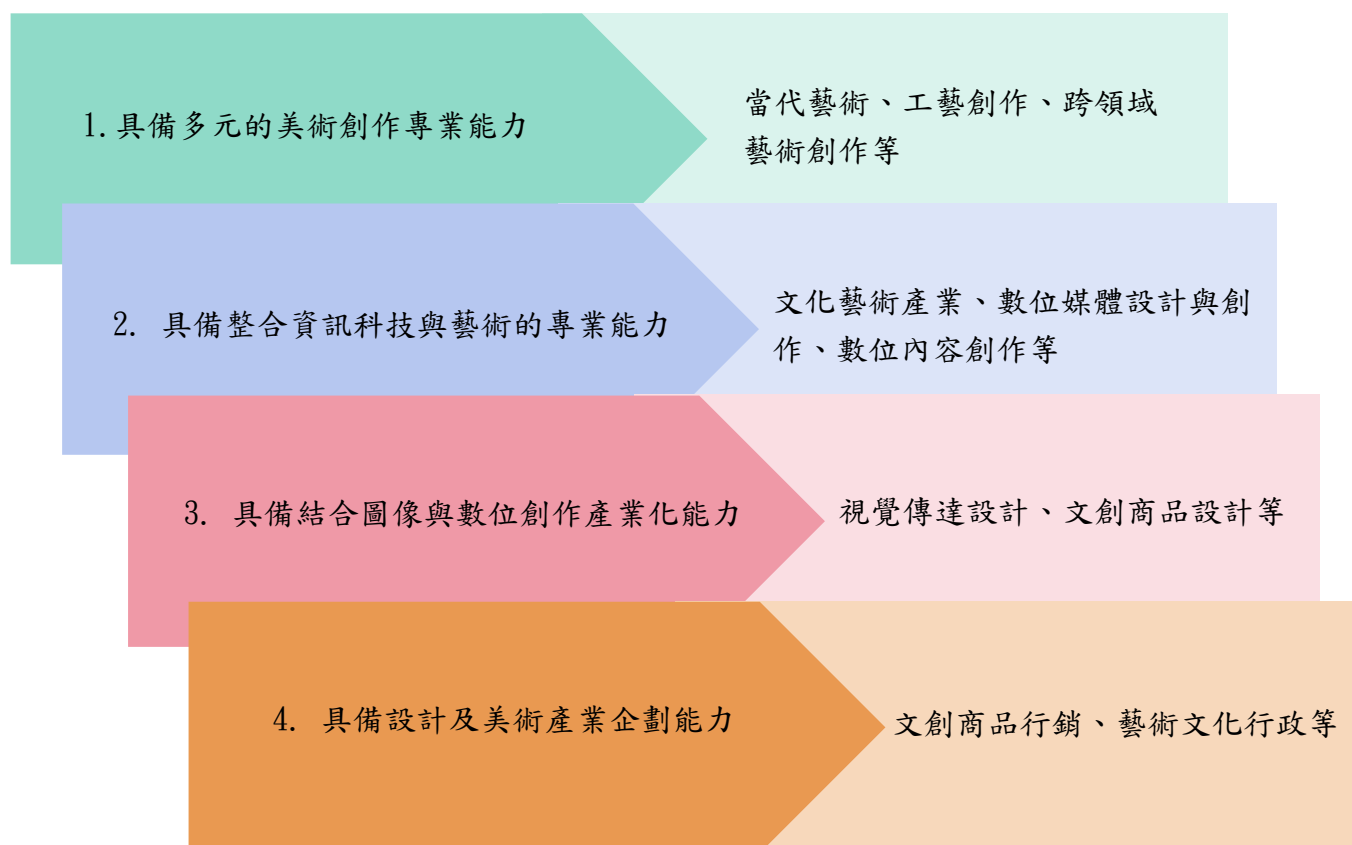 1.具備多元的美術創作專業能力
當代藝術、工藝創作、跨領域
藝術創作等
2. 具備整合資訊科技與藝術的專業能力
文化藝術產業、數位媒體設計與創
作、數位內容創作等
3. 具備結合圖像與數位創作產業化能力
視覺傳達設計、文創商品設計等
4. 具備設計及美術產業企劃能力
文創商品行銷、藝術文化行政等